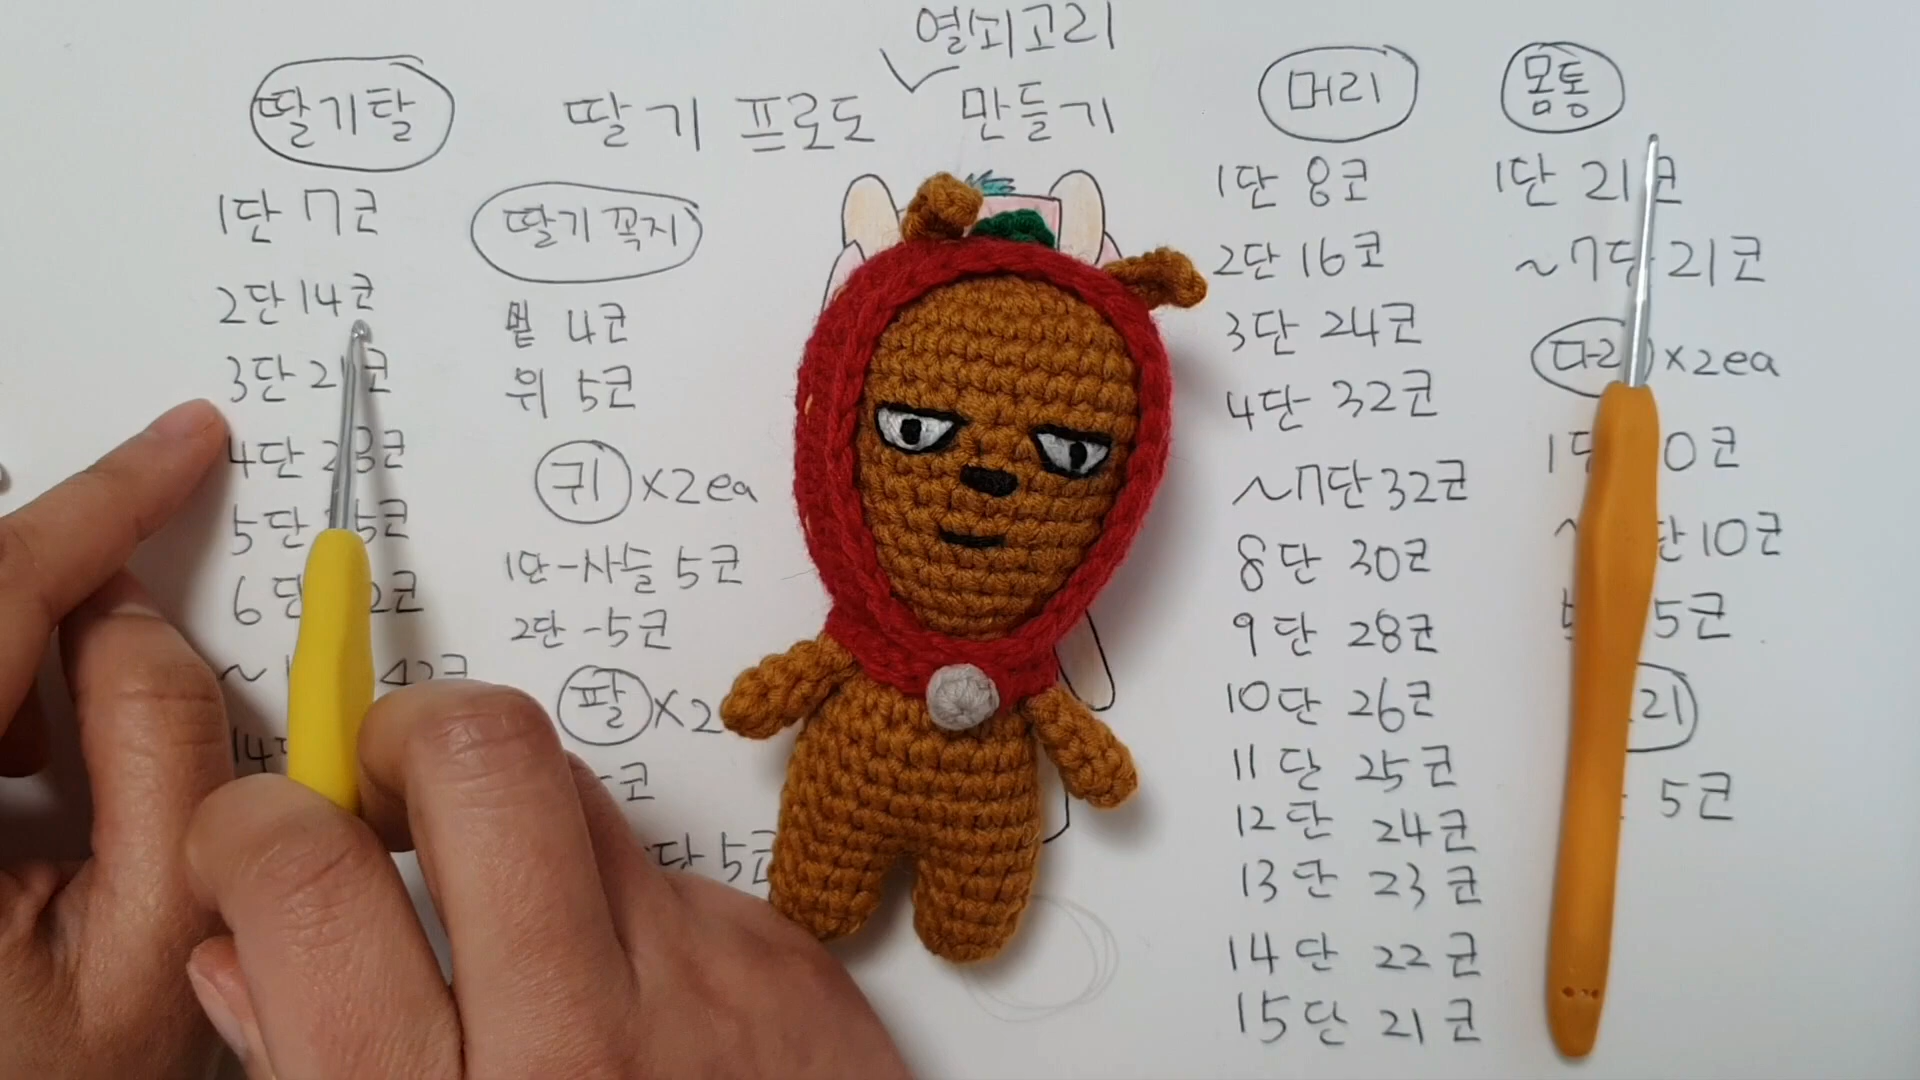 열쇠고리
딸기 프로도 만들기
딸기탈
1단 7코
2단 14코
3단 코
4단
5단
딸기꼭지
밑 4코
위 5코
귀 x2ea
1단-사슬 5코
2단-5코
팔 x2
단 5코
머리
1단 8코
2단 16코
3단 24코
4단 32코
~7단 32코
8단 30코
9단 28코
10단 26코
11단 25코
12단 24코
13단 23코
14단 22코
15단 21코
몸통
1단 21코
~7단 21코
다리 x2ea
단 10코
5코
5코